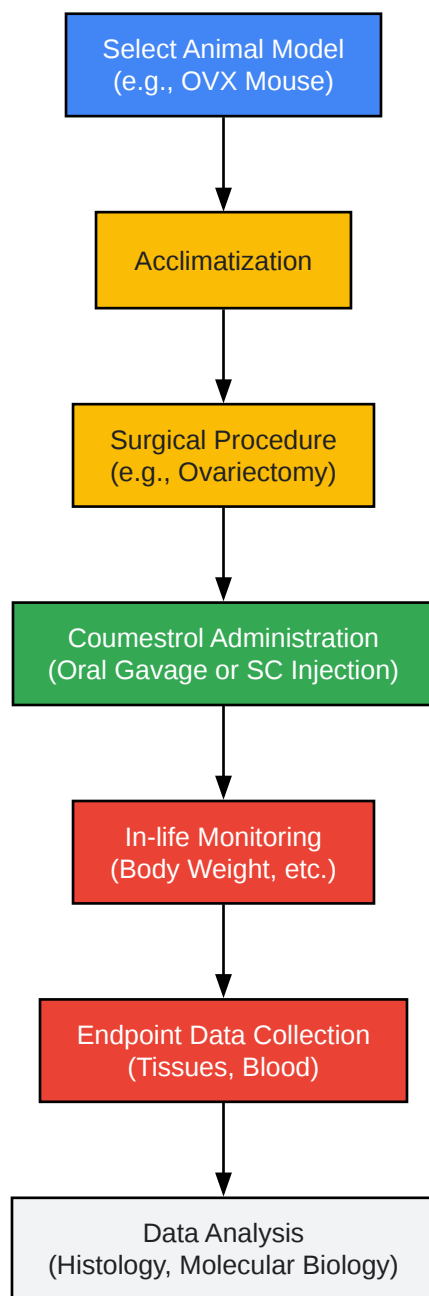 Select Animal Model
(e.g., OVX Mouse)
Acclimatization
Surgical Procedure
(e.g., Ovariectomy)
Coumestrol Administration
(Oral Gavage or SC Injection)
In-life Monitoring
(Body Weight, etc.)
Endpoint Data Collection
(Tissues, Blood)
Data Analysis
(Histology, Molecular Biology)